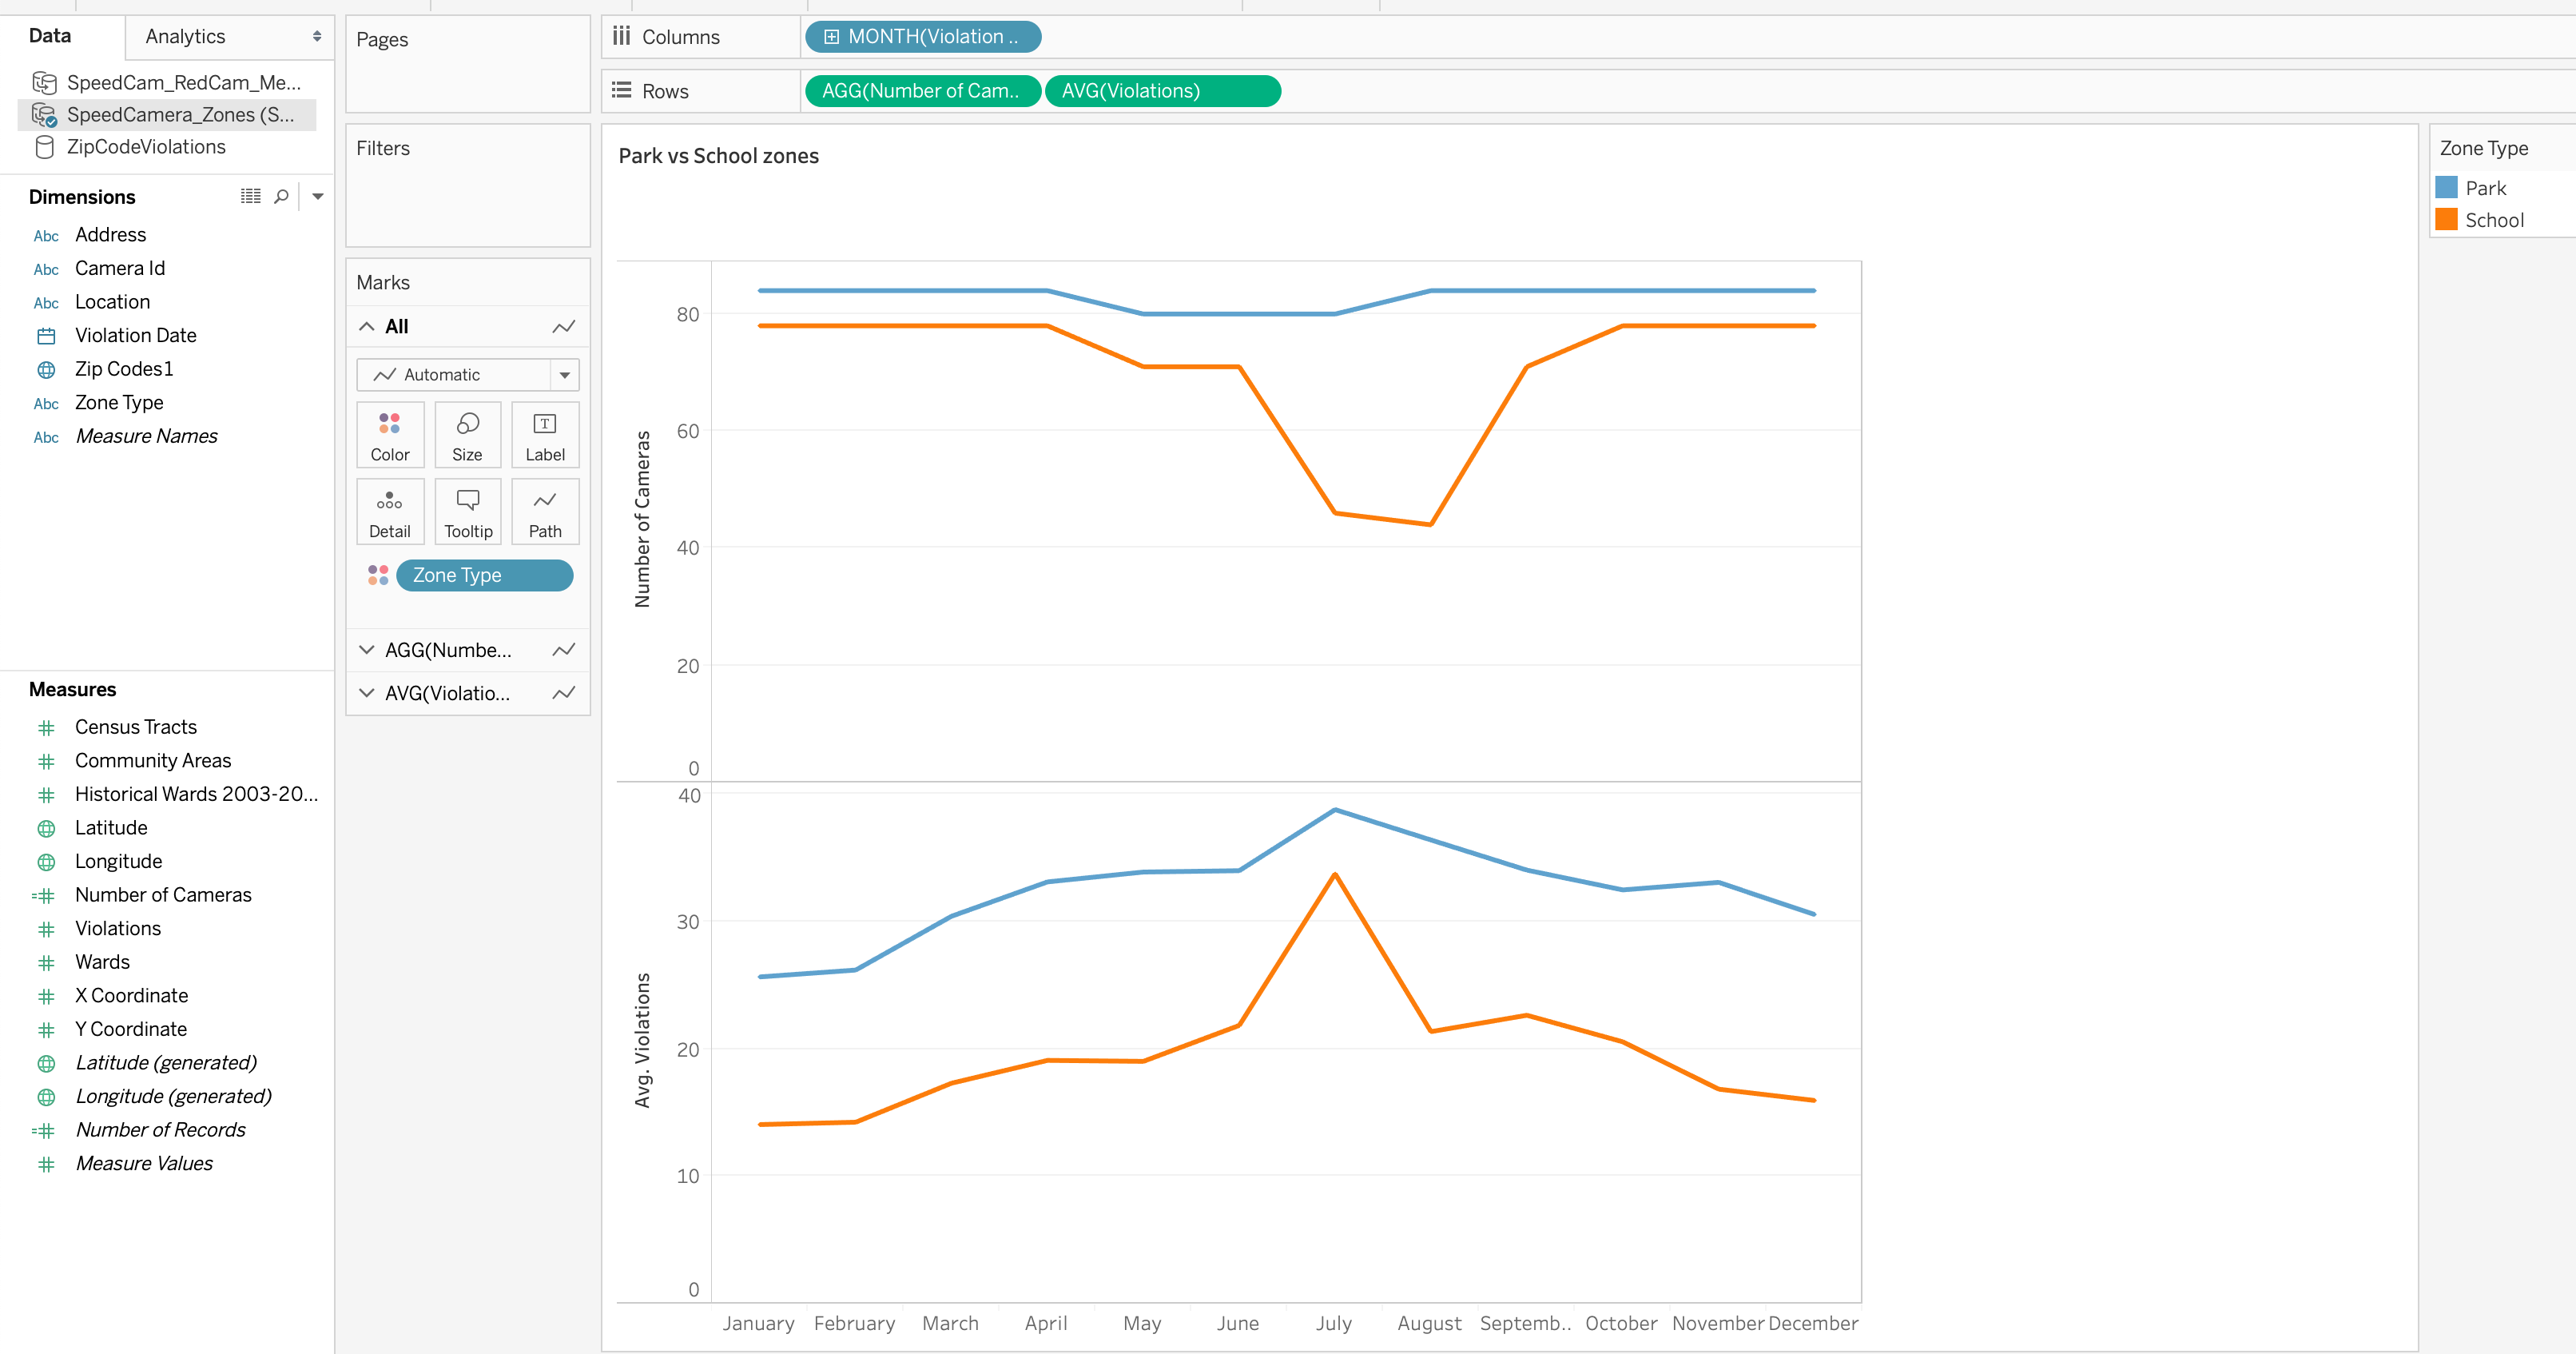 Data
Analytics
SpeedCam_RedCam_Me...
SpeedCamera_Zones (S...
ZipCodeViolations
Dimensions
Abc Address
Abc Camera Id
Abc Location
Violation Date
Zip Codes1
Abc Zone Type
Abc Measure Names
Measures
Census Tracts
Community Areas
Historical Wards 2003-20...
Latitude
Longitude
Number of Cameras
Violations
Wards
X Coordinate
Y Coordinate
Latitude (generated)
Longitude (generated)
Number of Records
Measure Values
Pages
Filters
Marks
All
Automatic
Color Size Label
Detail Tooltip Path
Zone Type
AGG(Numbe...
AVG(Violatio...
Columns MONTH(Violation ..
Rows AGG(Number of Cam.. AVG(Violations)
Park vs School zones
Number of Cameras
80
60
40
20
0
Avg. Violations
40
30
20
10
0
January February March April May June July August Septemb.. October November December
Zone Type
Park
School